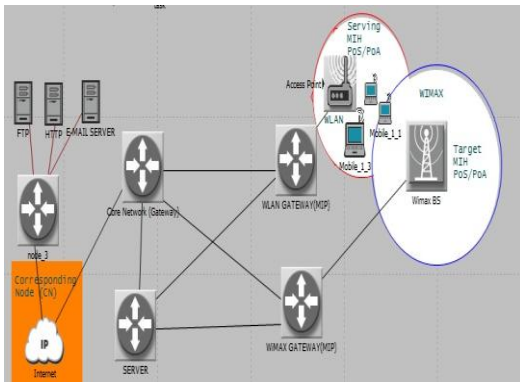 task
Serving
MIH
PoS/PoA
Access Point
WLAN
Mobile_1_1
Mobile_1_3
WIMAX
Target
MIH
PoS/PoA
Wimax BS
FTP
HTTP
E-MAIL SERVER
Core Network (Gateway)
WLAN GATEWAY(MIP)
node_3
Corresponding
Node (CN)
IP
Internet
SERVER
WiMAX GATEWAY(MIP)